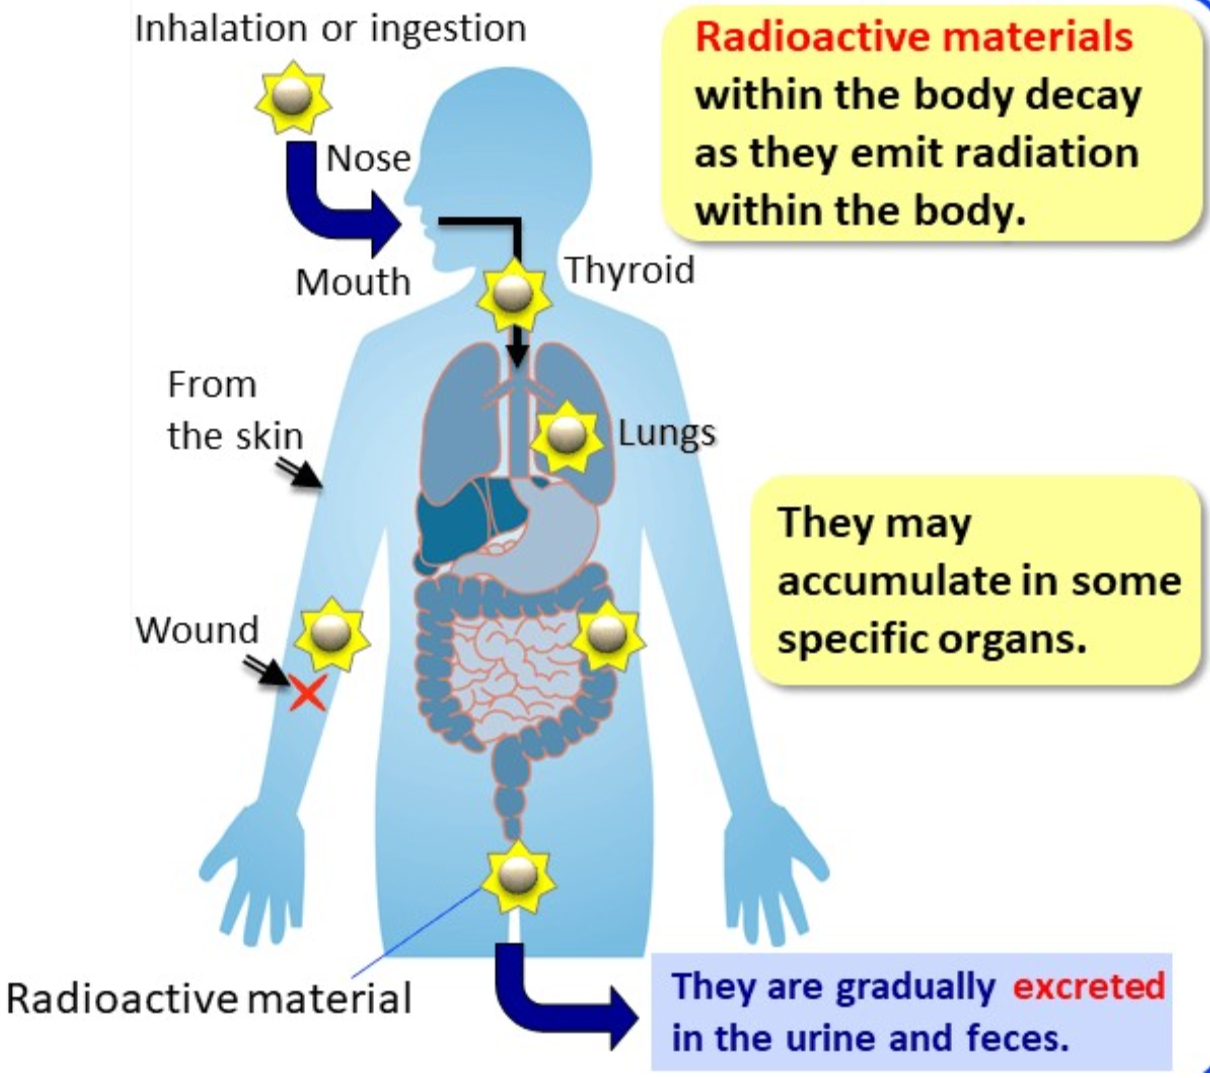 Inhalation or ingestion
Radioactive materials
within the body decay
as they emit radiation
within the body.
Nose
Mouth
Thyroid
From
the skin
Lungs
They may
accumulate in some
specific organs.
Wound
Radioactive material
They are gradually excreted
in the urine and feces.